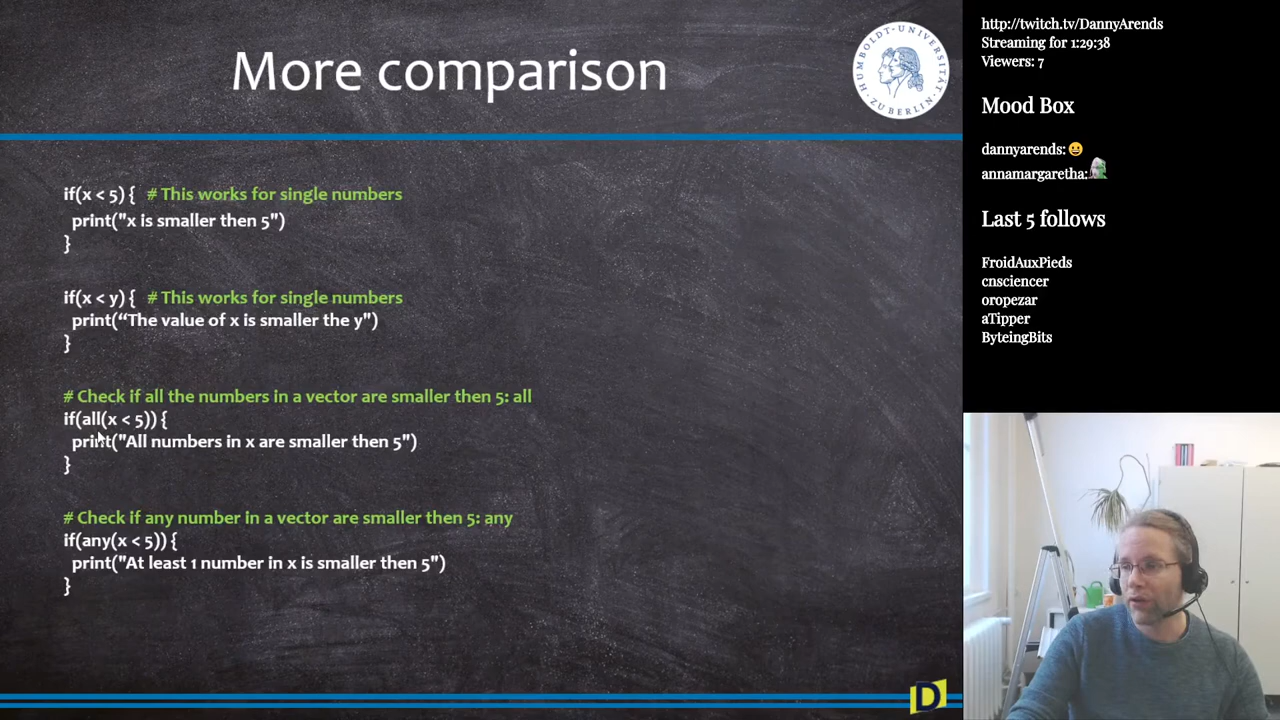 More comparison
HUMBOLDT-UNIVERSITÄT
ZU BERLIN
if(x < 5) { # This works for single numbers
print("x is smaller then 5")
}
if(x < y) { # This works for single numbers
print(“The value of x is smaller the y")
}
# Check if all the numbers in a vector are smaller then 5: all
if(all(x < 5)) {
print("All numbers in x are smaller then 5")
}
# Check if any number in a vector are smaller then 5: any
if(any(x < 5)) {
print("At least 1 number in x is smaller then 5")
}
D
http://twitch.tv/DannyArends
Streaming for 1:29:38
Viewers: 7
Mood Box
dannyarends: 😀
annamargaretha:
Last 5 follows
FroidAuxPieds
cnsciencer
oropezar
aTipper
ByteingBits